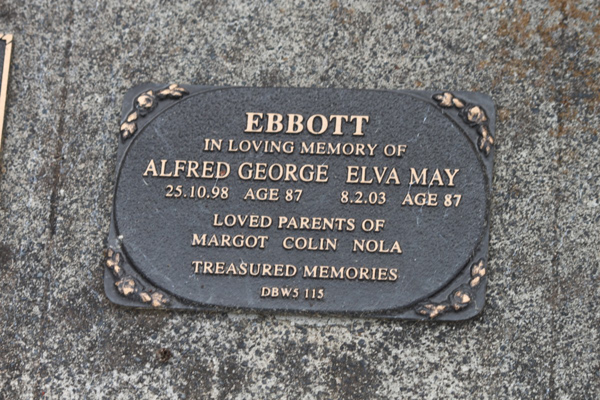 EBBOTT
IN LOVING MEMORY OF
ALFRED GEORGE ELVA MAY
25.10.98 AGE 87 8.2.03 AGE 87
LOVED PARENTS OF
MARGOT COLIN NOLA
TREASURED MEMORIES
DBW5 115